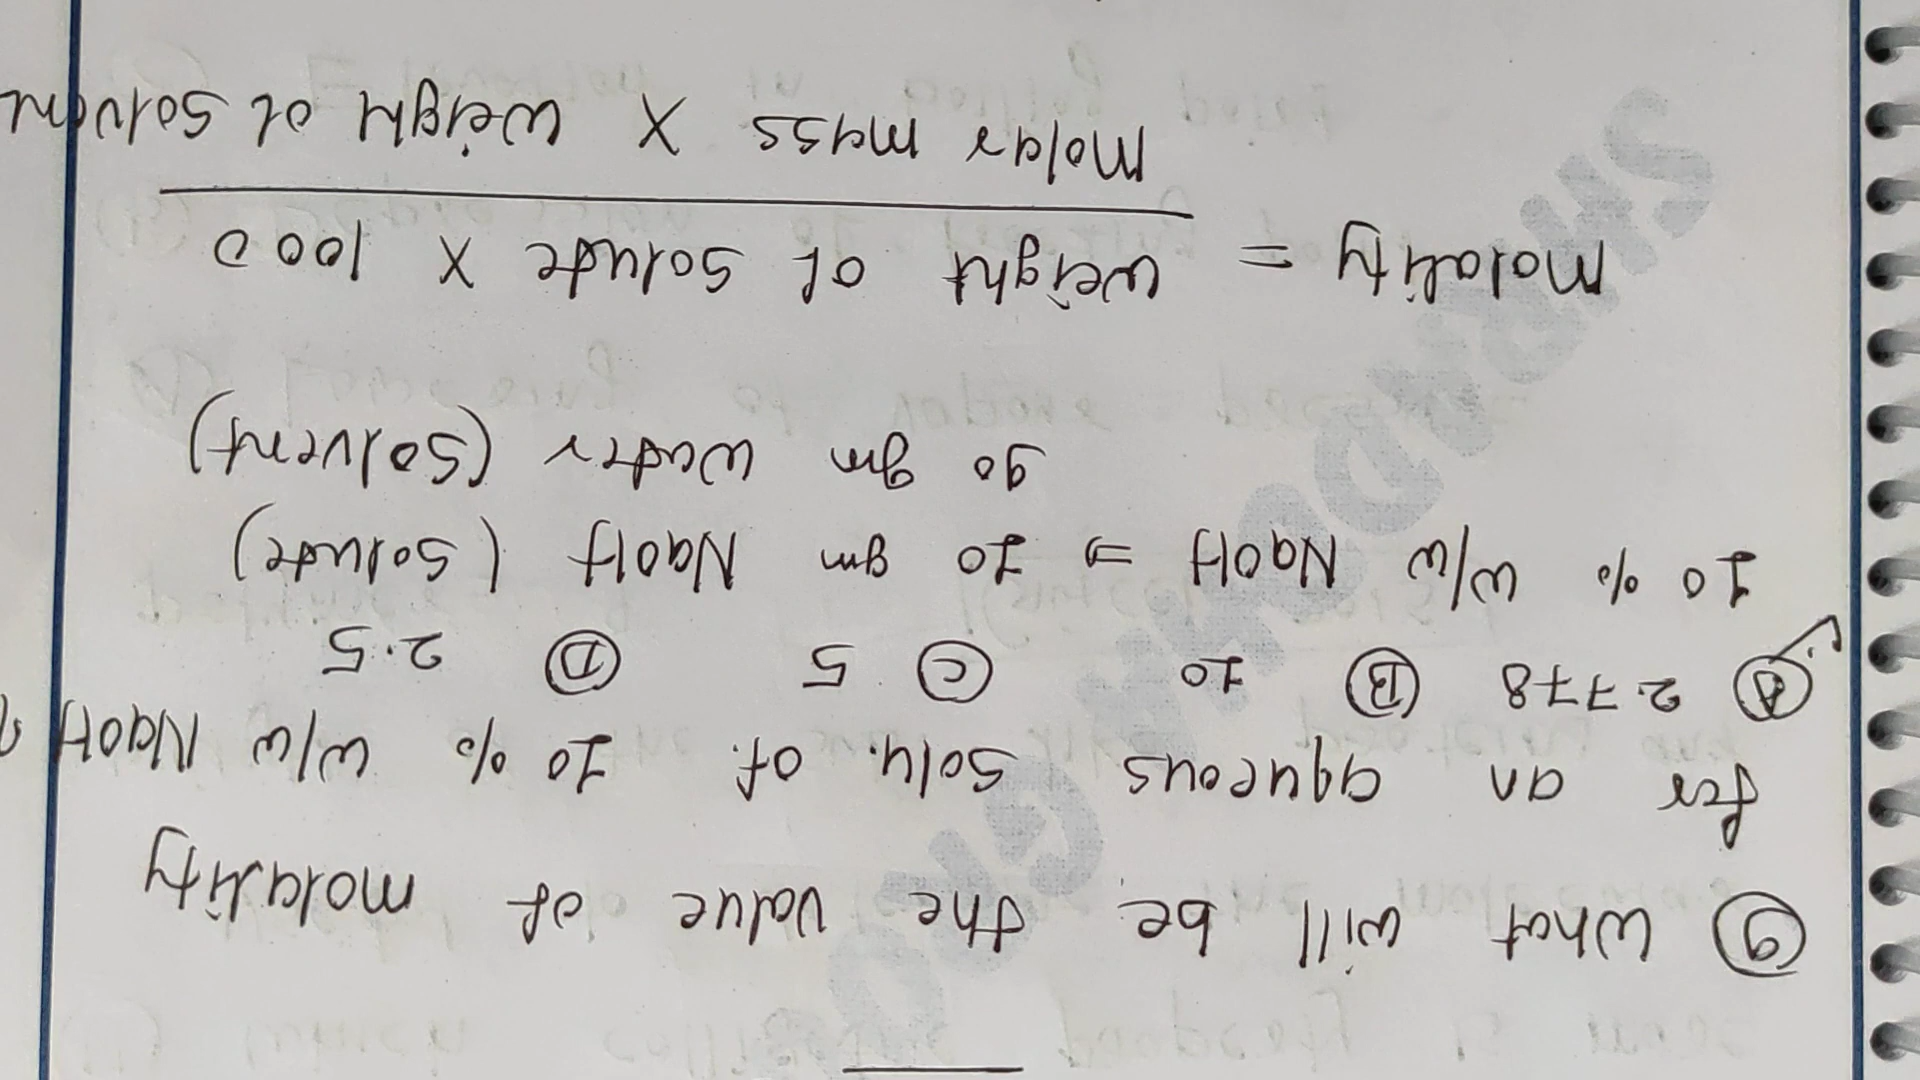 9 What will be the value of molality
for an aqueous solu. of 10 % w/w NaOH ?
A 2.778 B 10 C 5 D 2.5
10 % w/w NaOH ⇒ 10 gm NaOH (solute)
90 gm water (solvent)
Molality = weight of solute X 1000
Molar mass X weight of solvent